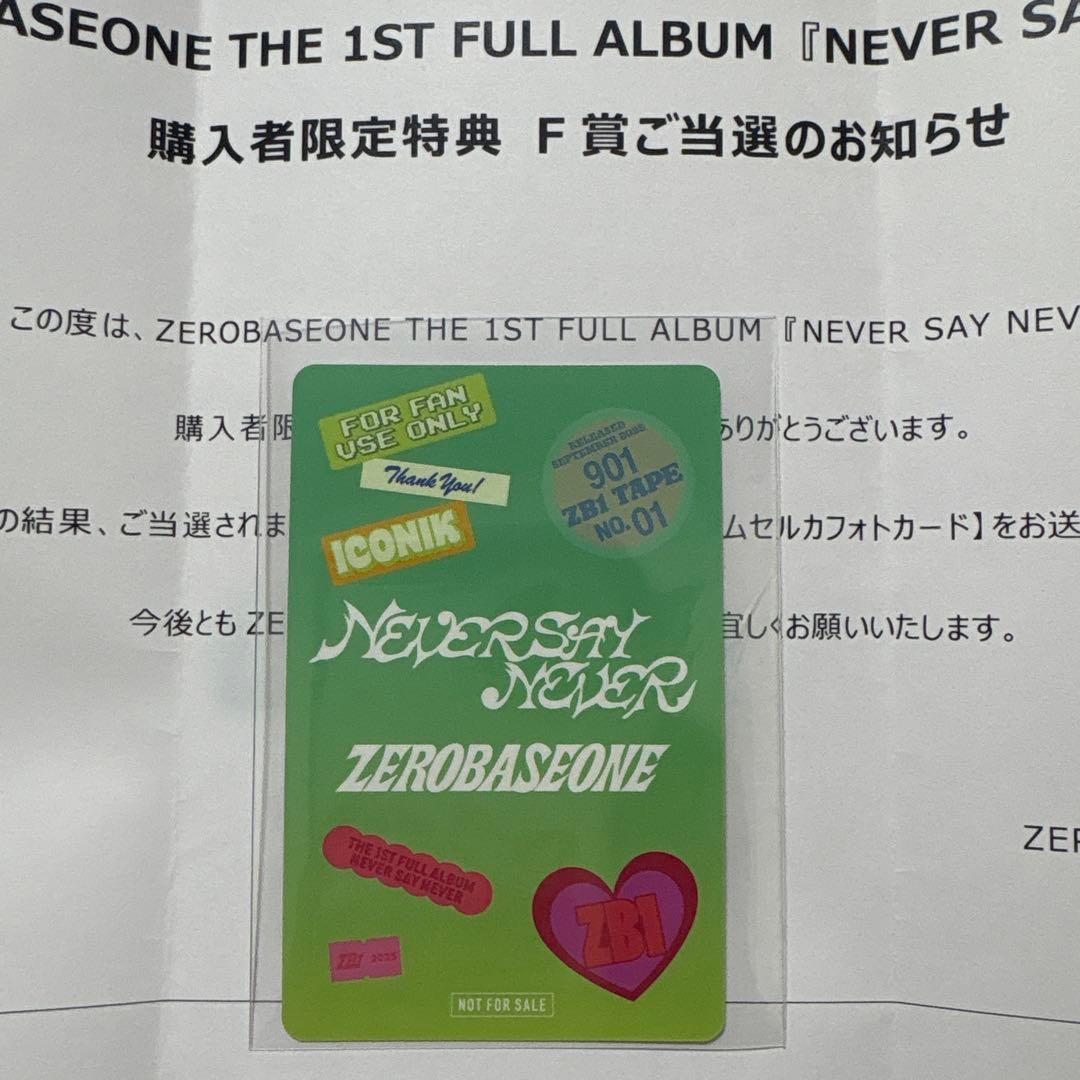 ASEONE THE 1ST FULL ALBUM『NEVER SA
購入者限定特典 F賞ご当選のお知らせ
この度は、ZEROBASEONE THE 1ST FULL ALBUM『NEVER SAY NEV
購入者限
ありがとうございます。
の結果、ご当選されま
ムセルカフォトカード】をお送
今後とも ZE
宜しくお願いいたします。
ZER
FOR FAN
USE ONLY
Thank You!
ICONIK
RELEASED
SEPTEMBER 2025
901
ZB1 TAPE
NO. 01
NEVER SAY
NEVER
ZEROBASEONE
THE 1ST FULL ALBUM
NEVER SAY NEVER
ZB1
ZB1 2025
NOT FOR SALE